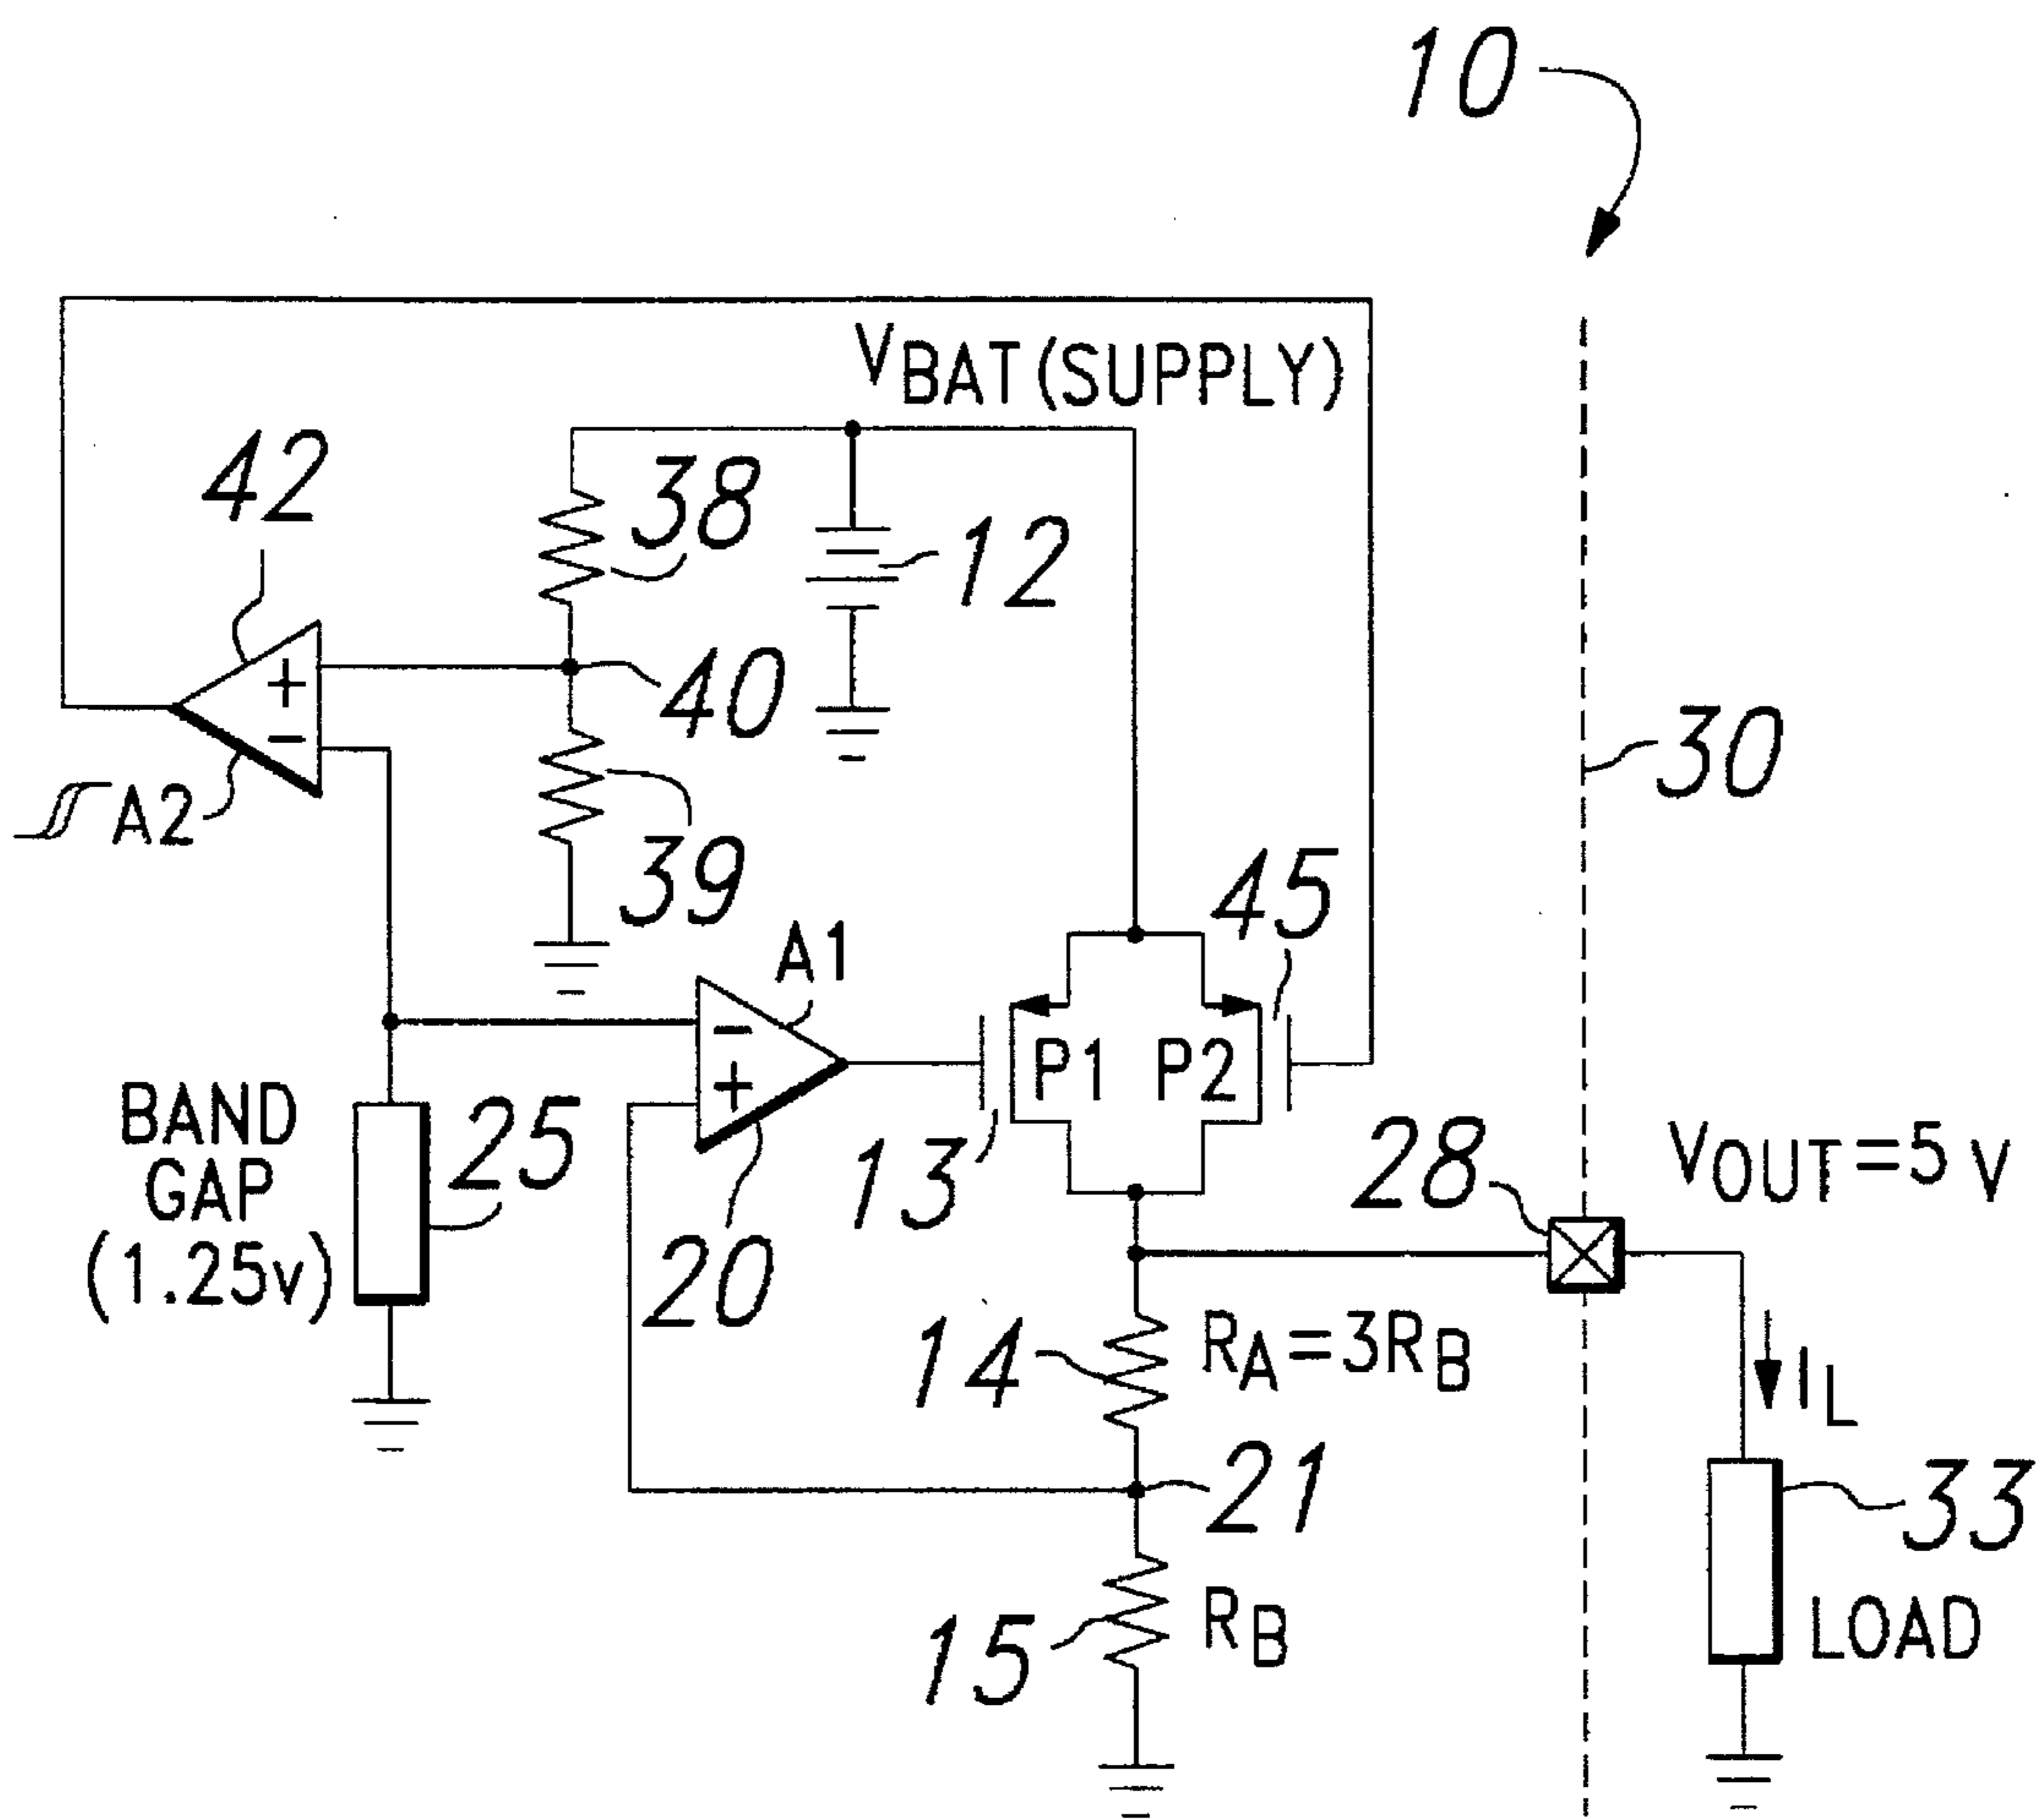 10
VBAT (SUPPLY)
42
38
12
40
+
-
30
A2
39
45
A1
-
+
P1 P2
BAND
GAP
(1.25v)
25
20
13
28
VOUT=5 V
14
RA=3RB
IL
21
33
15
RB
LOAD